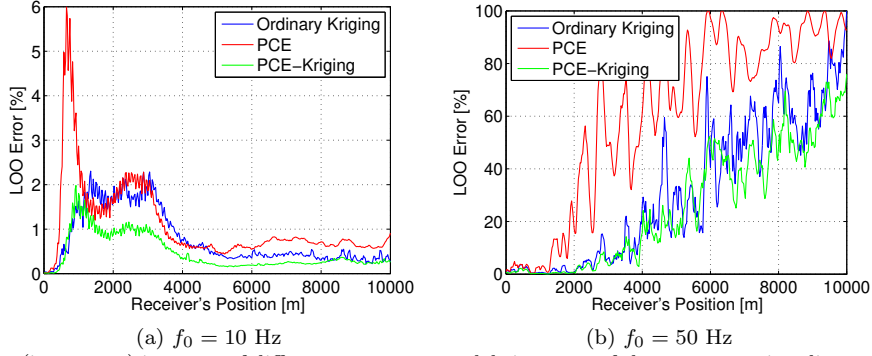 6
5
4
3
2
1
0
LOO Error [%]
0 2000 4000 6000 8000 10000
Receiver's Position [m]
Ordinary Kriging
PCE
PCE-Kriging
(a) f₀ = 10 Hz
100
80
60
40
20
0
LOO Error [%]
0 2000 4000 6000 8000 10000
Receiver's Position [m]
Ordinary Kriging
PCE
PCE-Kriging
(b) f₀ = 50 Hz